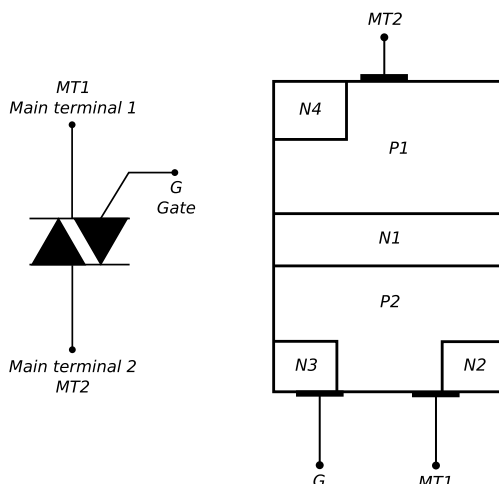 MT1
Main terminal 1
G
Gate
Main terminal 2
MT2
MT2
N4
P1
N1
P2
N3
N2
G
MT1